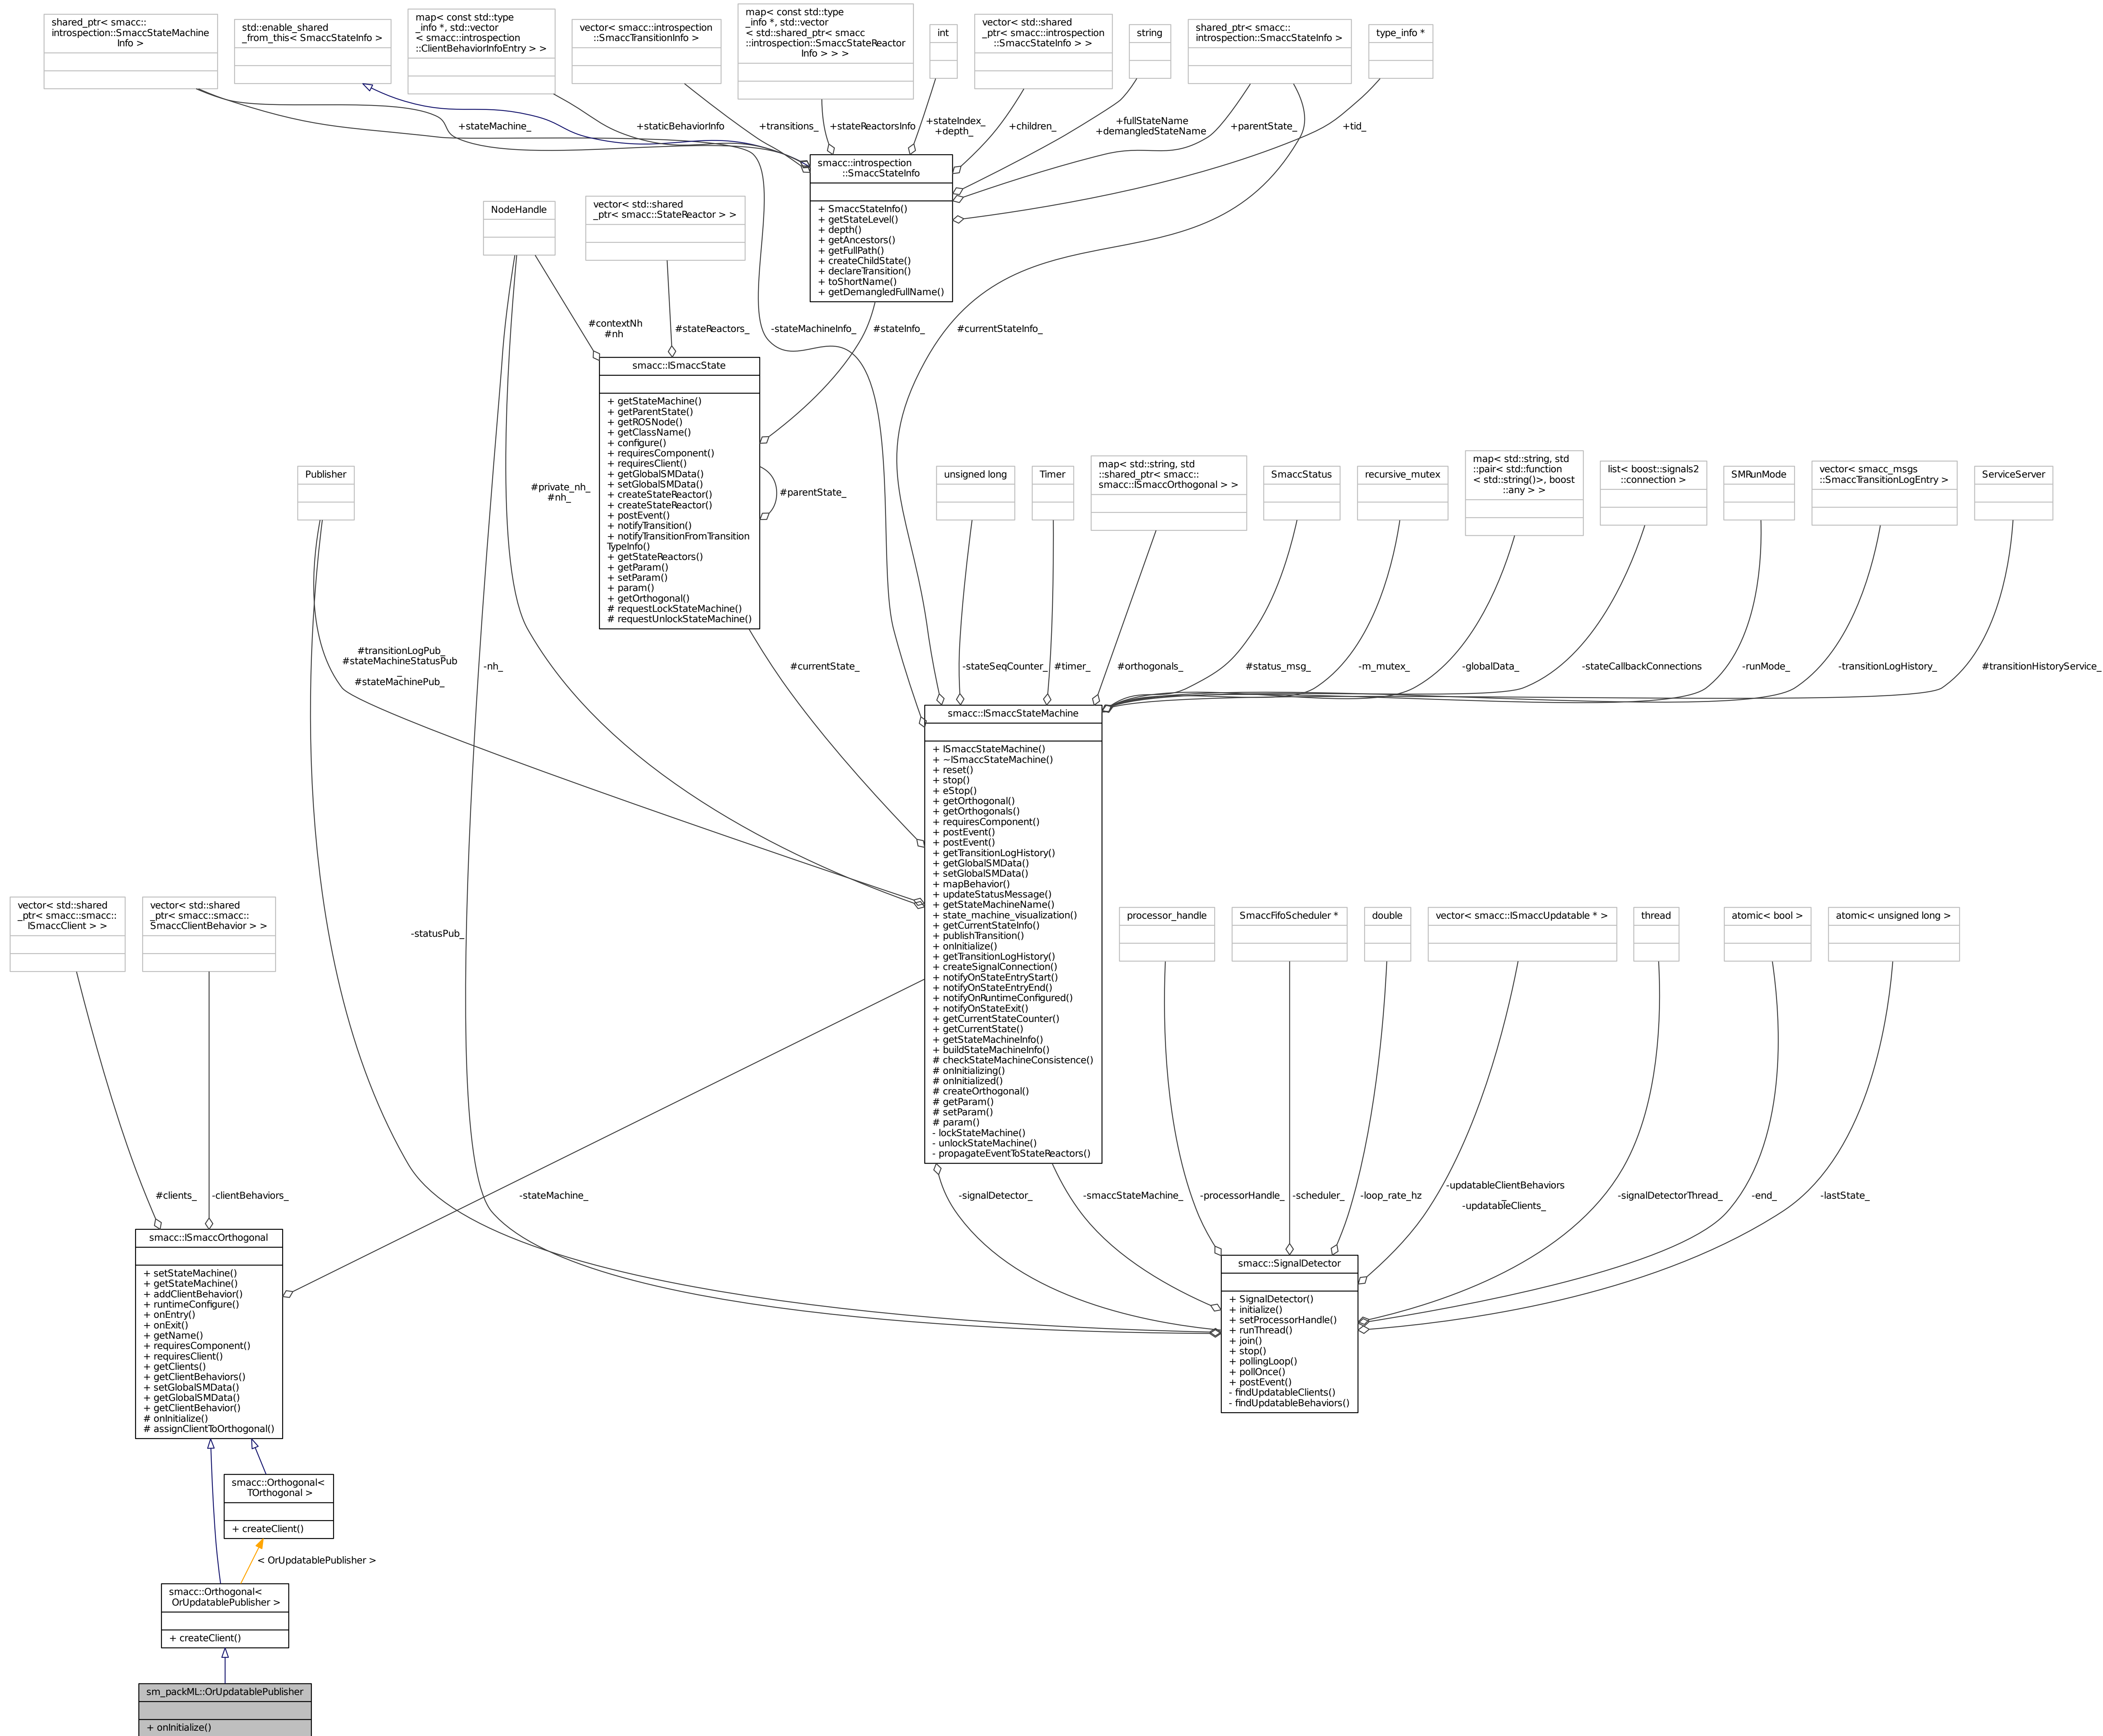 shared_ptr< smacc::
introspection::SmaccStateMachine
Info >
std::enable_shared
_from_this< SmaccStateInfo >
map< const std::type
_info *, std::vector
< smacc::introspection
::ClientBehaviorInfoEntry > >
vector< smacc::introspection
::SmaccTransitionInfo >
map< const std::type
_info *, std::vector
< std::shared_ptr< smacc
::introspection::SmaccStateReactor
Info > > >
int
vector< std::shared
_ptr< smacc::introspection
::SmaccStateInfo > >
string
shared_ptr< smacc::
introspection::SmaccStateInfo >
type_info *
+stateMachine_
+staticBehaviorInfo
+transitions_
+stateReactorsInfo
+stateIndex_
+depth_
+children_
+fullStateName
+demangledStateName
+parentState_
+tid_
smacc::introspection
::SmaccStateInfo
+ SmaccStateInfo()
+ getStateLevel()
+ depth()
+ getAncestors()
+ getFullPath()
+ createChildState()
+ declareTransition()
+ toShortName()
+ getDemangledFullName()
NodeHandle
vector< std::shared
_ptr< smacc::StateReactor > >
#contextNh
#nh
#stateReactors_
-stateMachineInfo_
#stateInfo_
#currentStateInfo_
smacc::ISmaccState
+ getStateMachine()
+ getParentState()
+ getROSNode()
+ getClassName()
+ configure()
+ requiresComponent()
+ requiresClient()
+ getGlobalSMData()
+ setGlobalSMData()
+ createStateReactor()
+ createStateReactor()
+ postEvent()
+ notifyTransition()
+ notifyTransitionFromTransition
TypeInfo()
+ getStateReactors()
+ getParam()
+ setParam()
+ param()
+ getOrthogonal()
# requestLockStateMachine()
# requestUnlockStateMachine()
#parentState_
#private_nh_
#nh_
Publisher
unsigned long
Timer
map< std::string, std
::shared_ptr< smacc::
smacc::ISmaccOrthogonal > >
SmaccStatus
recursive_mutex
map< std::string, std
::pair< std::function
< std::string()>, boost
::any > >
list< boost::signals2
::connection >
SMRunMode
vector< smacc_msgs
::SmaccTransitionLogEntry >
ServiceServer
#transitionLogPub_
#stateMachineStatusPub
_
#stateMachinePub_
-nh_
#currentState_
-stateSeqCounter_
#timer_
#orthogonals_
#status_msg_
-m_mutex_
-globalData_
-stateCallbackConnections
-runMode_
-transitionLogHistory_
#transitionHistoryService_
smacc::ISmaccStateMachine
+ ISmaccStateMachine()
+ ~ISmaccStateMachine()
+ reset()
+ stop()
+ eStop()
+ getOrthogonal()
+ getOrthogonals()
+ requiresComponent()
+ postEvent()
+ postEvent()
+ getTransitionLogHistory()
+ getGlobalSMData()
+ setGlobalSMData()
+ mapBehavior()
+ updateStatusMessage()
+ getStateMachineName()
+ state_machine_visualization()
+ getCurrentStateInfo()
+ publishTransition()
+ onInitialize()
+ getTransitionLogHistory()
+ createSignalConnection()
+ notifyOnStateEntryStart()
+ notifyOnStateEntryEnd()
+ notifyOnRuntimeConfigured()
+ notifyOnStateExit()
+ getCurrentStateCounter()
+ getCurrentState()
+ getStateMachineInfo()
+ buildStateMachineInfo()
# checkStateMachineConsistence()
# onInitializing()
# onInitialized()
# createOrthogonal()
# getParam()
# setParam()
# param()
- lockStateMachine()
- unlockStateMachine()
- propagateEventToStateReactors()
vector< std::shared
_ptr< smacc::smacc::
ISmaccClient > >
vector< std::shared
_ptr< smacc::smacc::
SmaccClientBehavior > >
-statusPub_
processor_handle
SmaccFifoScheduler *
double
vector< smacc::ISmaccUpdatable * >
thread
atomic< bool >
atomic< unsigned long >
#clients_
-clientBehaviors_
-stateMachine_
-signalDetector_
-smaccStateMachine_
-processorHandle_
-scheduler_
-loop_rate_hz
-updatableClientBehaviors
_
-updatableClients_
-signalDetectorThread_
-end_
-lastState_
smacc::ISmaccOrthogonal
+ setStateMachine()
+ getStateMachine()
+ addClientBehavior()
+ runtimeConfigure()
+ onEntry()
+ onExit()
+ getName()
+ requiresComponent()
+ requiresClient()
+ getClients()
+ getClientBehaviors()
+ setGlobalSMData()
+ getGlobalSMData()
+ getClientBehavior()
# onInitialize()
# assignClientToOrthogonal()
smacc::SignalDetector
+ SignalDetector()
+ initialize()
+ setProcessorHandle()
+ runThread()
+ join()
+ stop()
+ pollingLoop()
+ pollOnce()
+ postEvent()
- findUpdatableClients()
- findUpdatableBehaviors()
smacc::Orthogonal<
TOrthogonal >
+ createClient()
< OrUpdatablePublisher >
smacc::Orthogonal<
OrUpdatablePublisher >
+ createClient()
sm_packML::OrUpdatablePublisher
+ onInitialize()